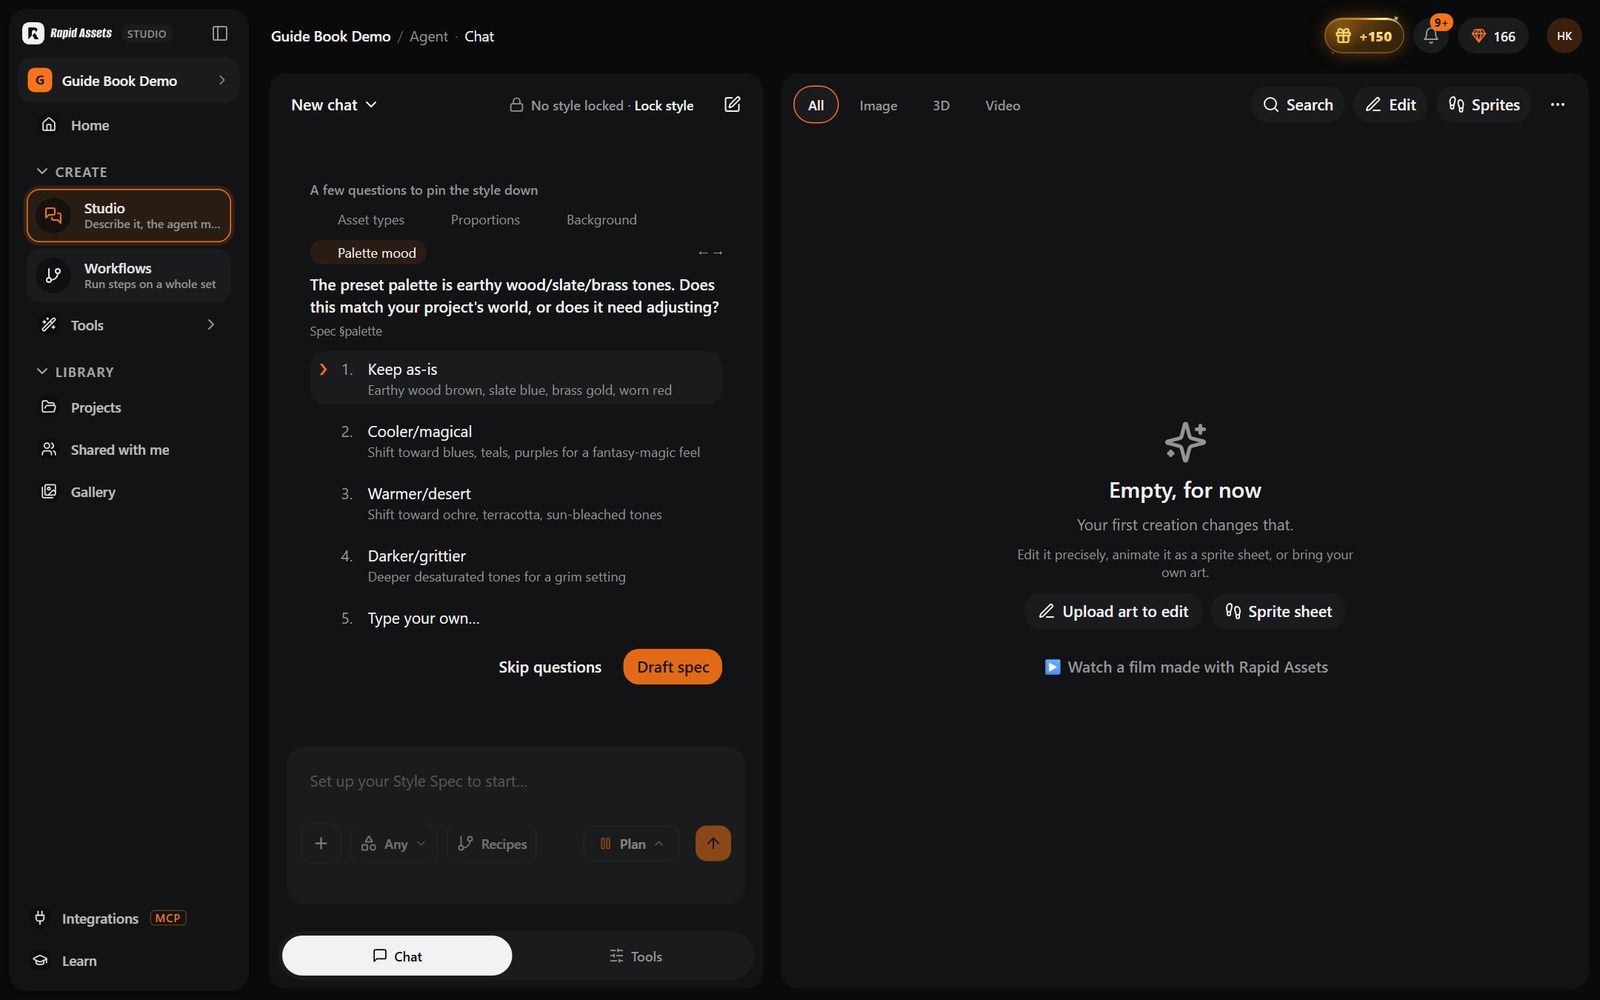 Rapid Assets STUDIO
G Guide Book Demo
Home
CREATE
Studio
Describe it, the agent m...
Workflows
Run steps on a whole set
Tools
LIBRARY
Projects
Shared with me
Gallery
Integrations MCP
Learn
Guide Book Demo / Agent · Chat
+150
9+
166
HK
New chat
No style locked · Lock style
A few questions to pin the style down
Asset types Proportions Background
Palette mood ← →
The preset palette is earthy wood/slate/brass tones. Does
this match your project's world, or does it need adjusting?
Spec §palette
1. Keep as-is
Earthy wood brown, slate blue, brass gold, worn red
2. Cooler/magical
Shift toward blues, teals, purples for a fantasy-magic feel
3. Warmer/desert
Shift toward ochre, terracotta, sun-bleached tones
4. Darker/grittier
Deeper desaturated tones for a grim setting
5. Type your own...
Skip questions Draft spec
Set up your Style Spec to start...
Any Recipes Plan
Chat Tools
All Image 3D Video Search Edit Sprites
Empty, for now
Your first creation changes that.
Edit it precisely, animate it as a sprite sheet, or bring your
own art.
Upload art to edit Sprite sheet
Watch a film made with Rapid Assets